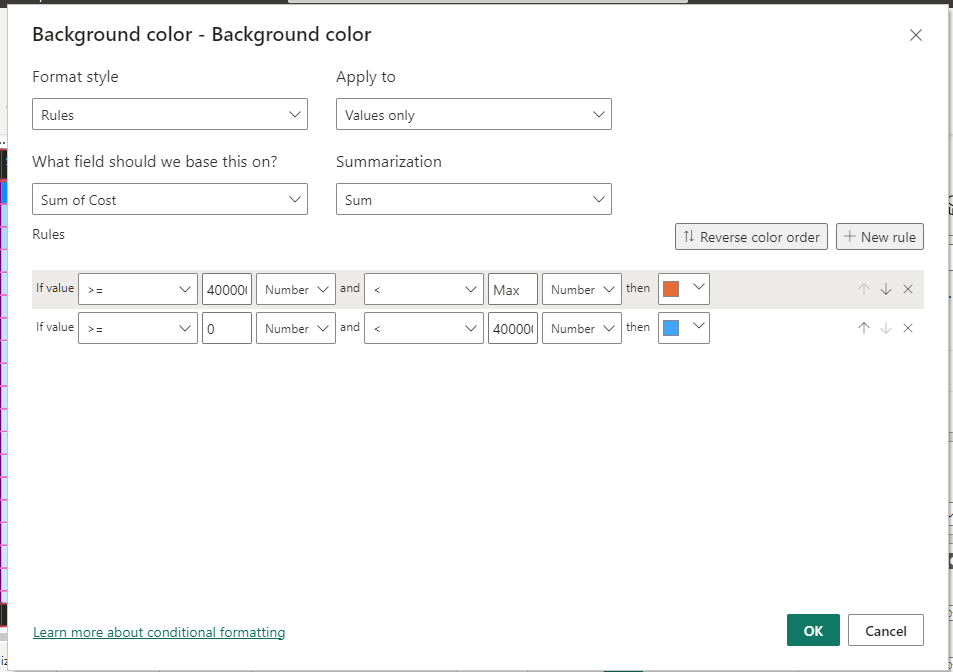 Background color - Background color
Format style Apply to
Rules Values only
What field should we base this on? Summarization
Sum of Cost Sum
Rules Reverse color order New rule
If value >= 400000 Number and < Max Number then
If value >= 0 Number and < 400000 Number then
Learn more about conditional formatting OK Cancel